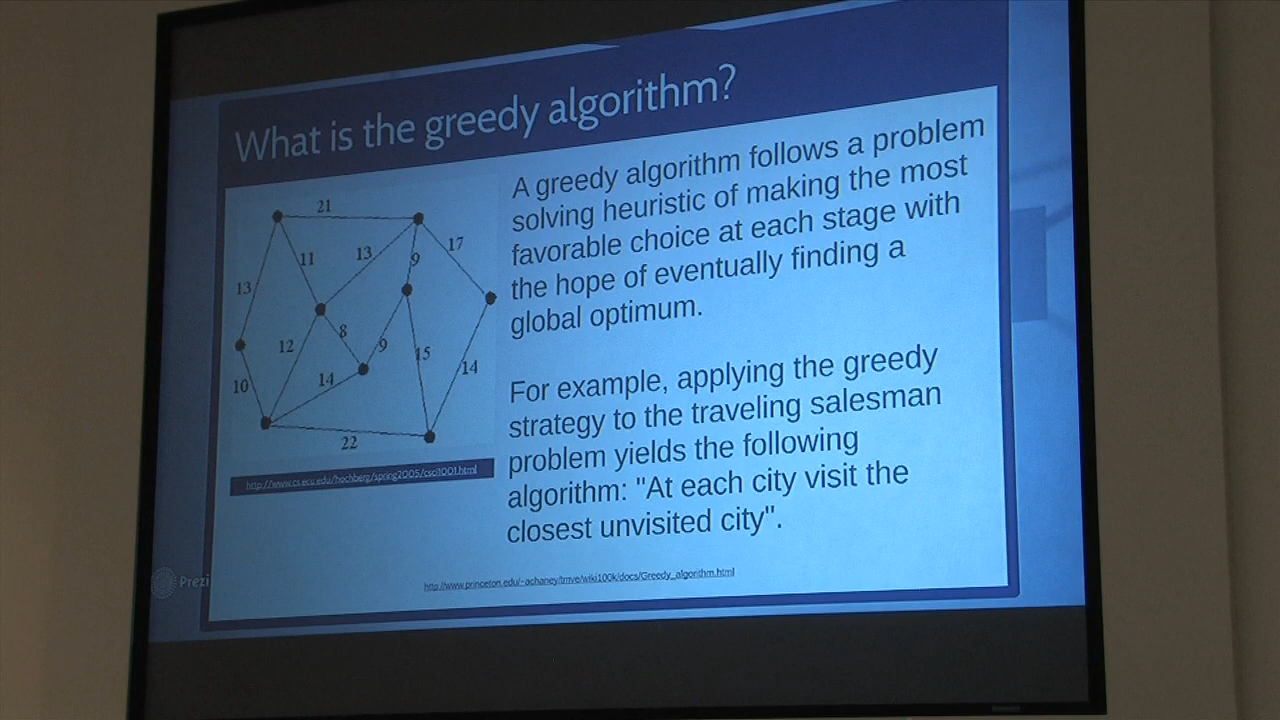 What is the greedy algorithm?
21
11
13
9
17
13
12
8
9
15
14
10
14
22
http://www.cs.ecu.edu/hochberg/spring2005/csci1001.html
A greedy algorithm follows a problem
solving heuristic of making the most
favorable choice at each stage with
the hope of eventually finding a
global optimum.
For example, applying the greedy
strategy to the traveling salesman
problem yields the following
algorithm: "At each city visit the
closest unvisited city".
http://www.princeton.edu/~achaney/tmve/wiki100k/docs/Greedy_algorithm.html
Prezi